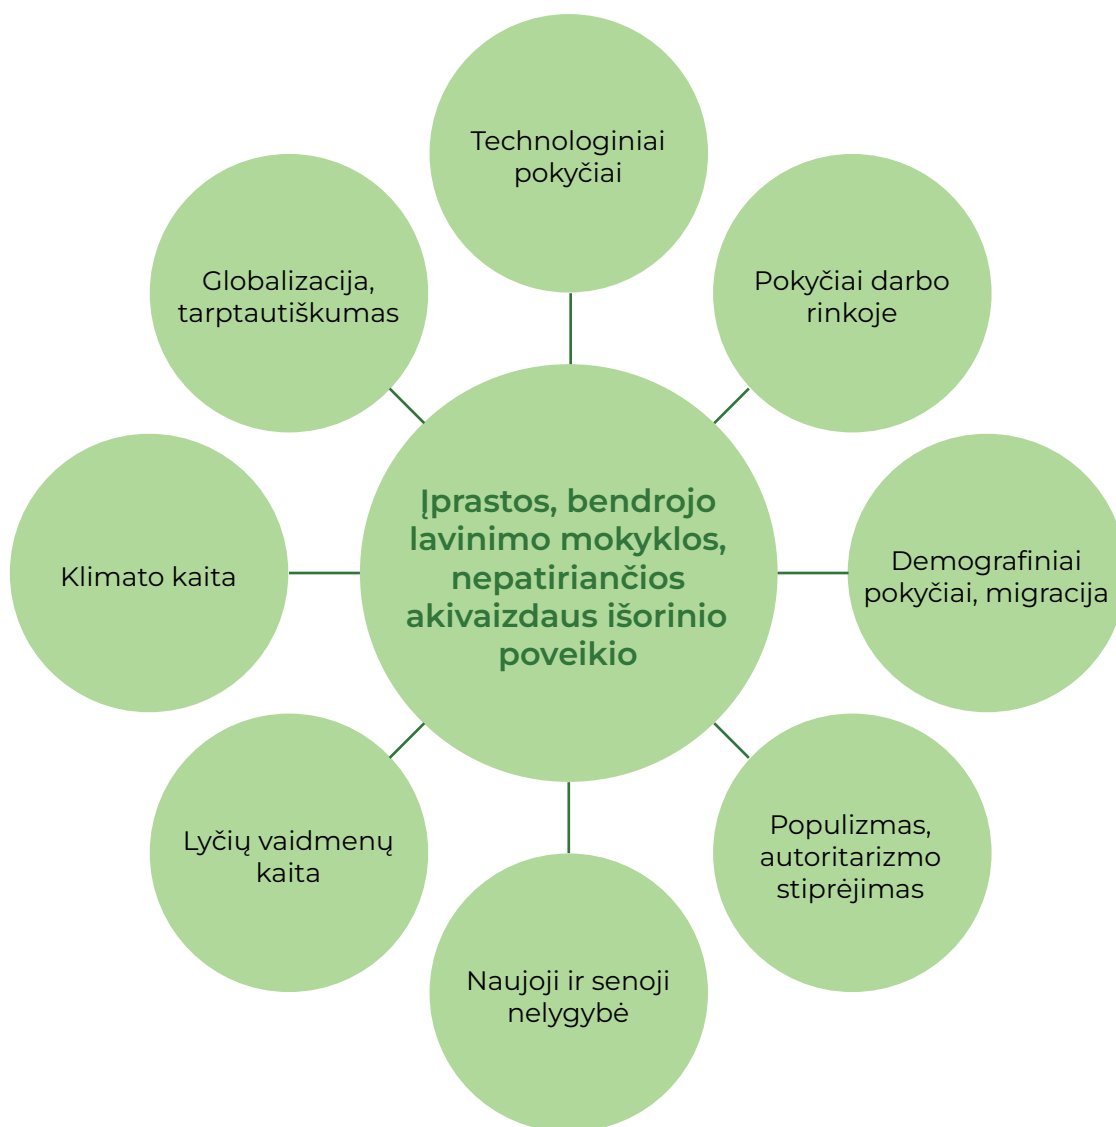 Technologiniai
pokyčiai
Globalizacija,
tarptautiškumas
Pokyčiai darbo
rinkoje
Įprastos, bendrojo
lavinimo mokyklos,
nepatiriančios
akivaizdaus išorinio
poveikio
Klimato kaita
Demografiniai
pokyčiai, migracija
Lyčių vaidmenų
kaita
Populizmas,
autoritarizmo
stiprėjimas
Naujoji ir senoji
nelygybė